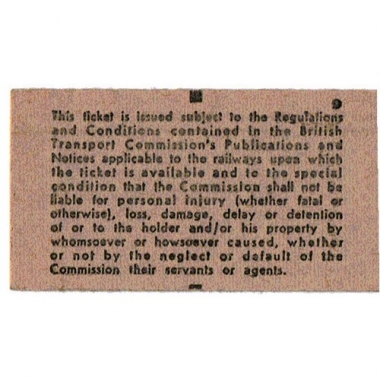 9
This ticket is issued subject to the Regulations
and Conditions contained in the British
Transport Commission's Publications and
Notices applicable to the railways upon which
the ticket is available and to the special
condition that the Commission shall not be
liable for personal injury (whether fatal or
otherwise), loss, damage, delay or detention
of or to the holder and/or his property by
whomsoever or howsoever caused, whether
or not by the neglect or default of the
Commission their servants or agents.